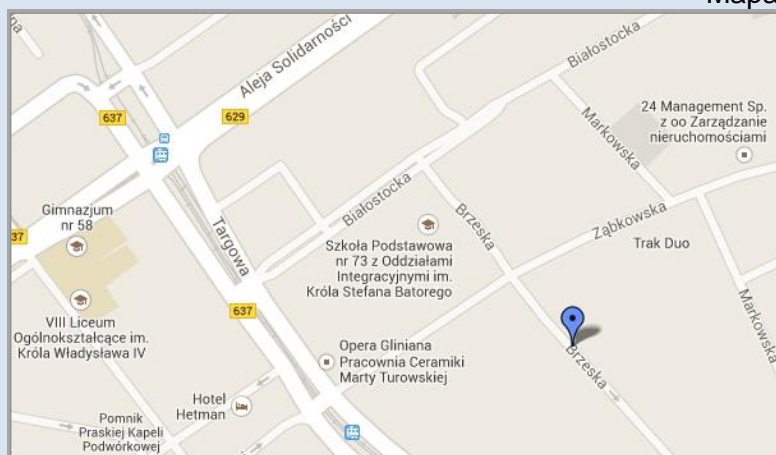 Mapa
na
Aleja Solidarności
637
629
Białostocka
Markowska
24 Management Sp.
z oo Zarządzanie
nieruchomościami
Gimnazjum
nr 58
37
Targowa
Białostocka
Brzeska
Ząbkowska
Trak Duo
Szkoła Podstawowa
nr 73 z Oddziałami
Integracyjnymi im.
Króla Stefana Batorego
VIII Liceum
Ogólnokształcące im.
Króla Władysława IV
637
Markowska
Opera Gliniana
Pracownia Ceramiki
Marty Turowskiej
Brzeska
Hotel
Hetman
Pomnik
Praskiej Kapeli
Podwórkowej